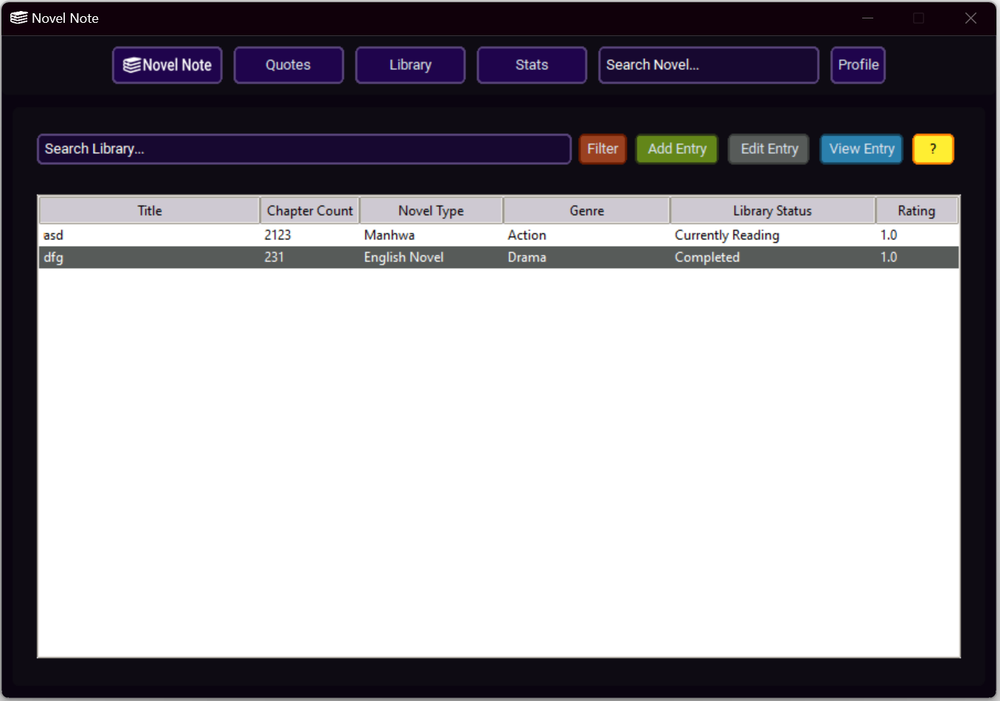 Novel Note
Novel Note Quotes Library Stats Search Novel... Profile
Search Library... Filter Add Entry Edit Entry View Entry ?
Title Chapter Count Novel Type Genre Library Status Rating
asd 2123 Manhwa Action Currently Reading 1.0
dfg 231 English Novel Drama Completed 1.0